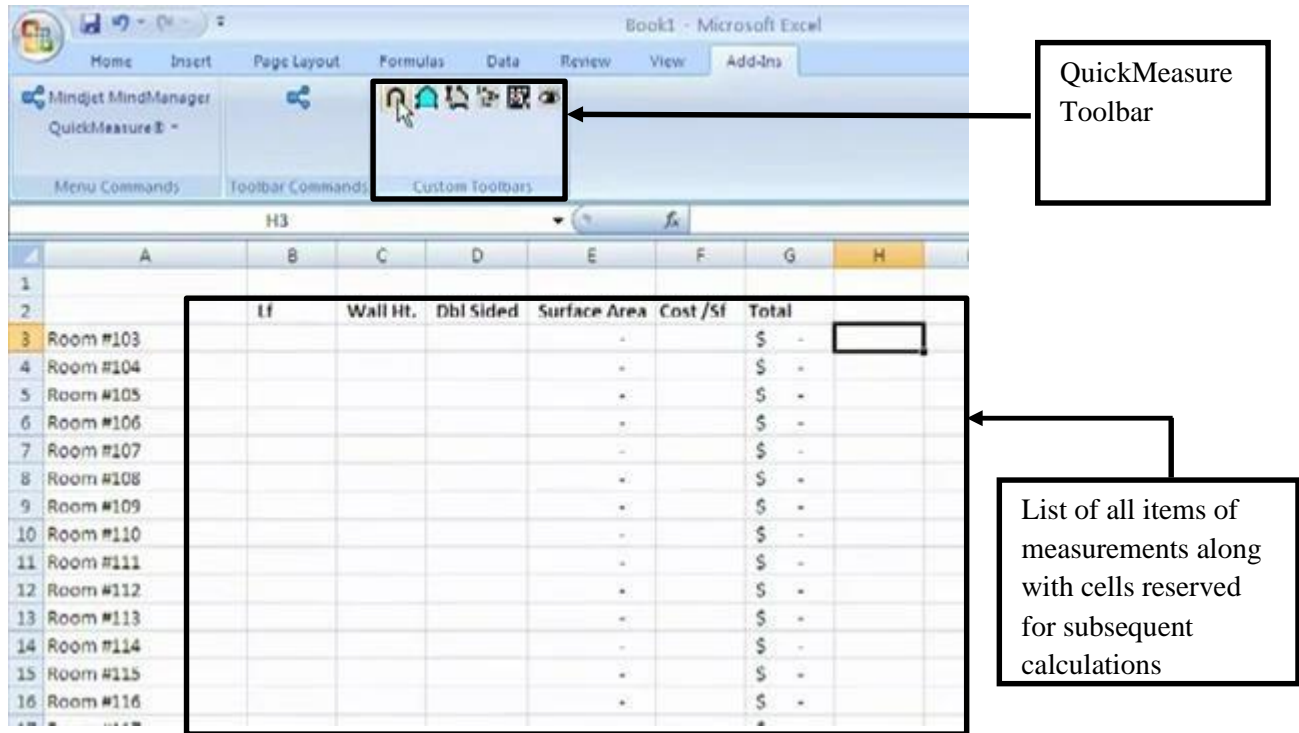 Book1 - Microsoft Excel
Home Insert Page Layout Formulas Data Review View Add-Ins
Mindjet MindManager
QuickMeasure® -
Menu Commands Toolbar Commands Custom Toolbars
QuickMeasure
Toolbar
H3 fx
A B C D E F G H
1
2 Lf Wall Ht. Dbl Sided Surface Area Cost /Sf Total
3 Room #103 - $ -
4 Room #104 - $ -
5 Room #105 - $ -
6 Room #106 - $ -
7 Room #107 - $ -
8 Room #108 - $ -
9 Room #109 - $ -
10 Room #110 - $ -
11 Room #111 - $ -
12 Room #112 - $ -
13 Room #113 - $ -
14 Room #114 - $ -
15 Room #115 - $ -
16 Room #116 - $ -
List of all items of
measurements along
with cells reserved
for subsequent
calculations